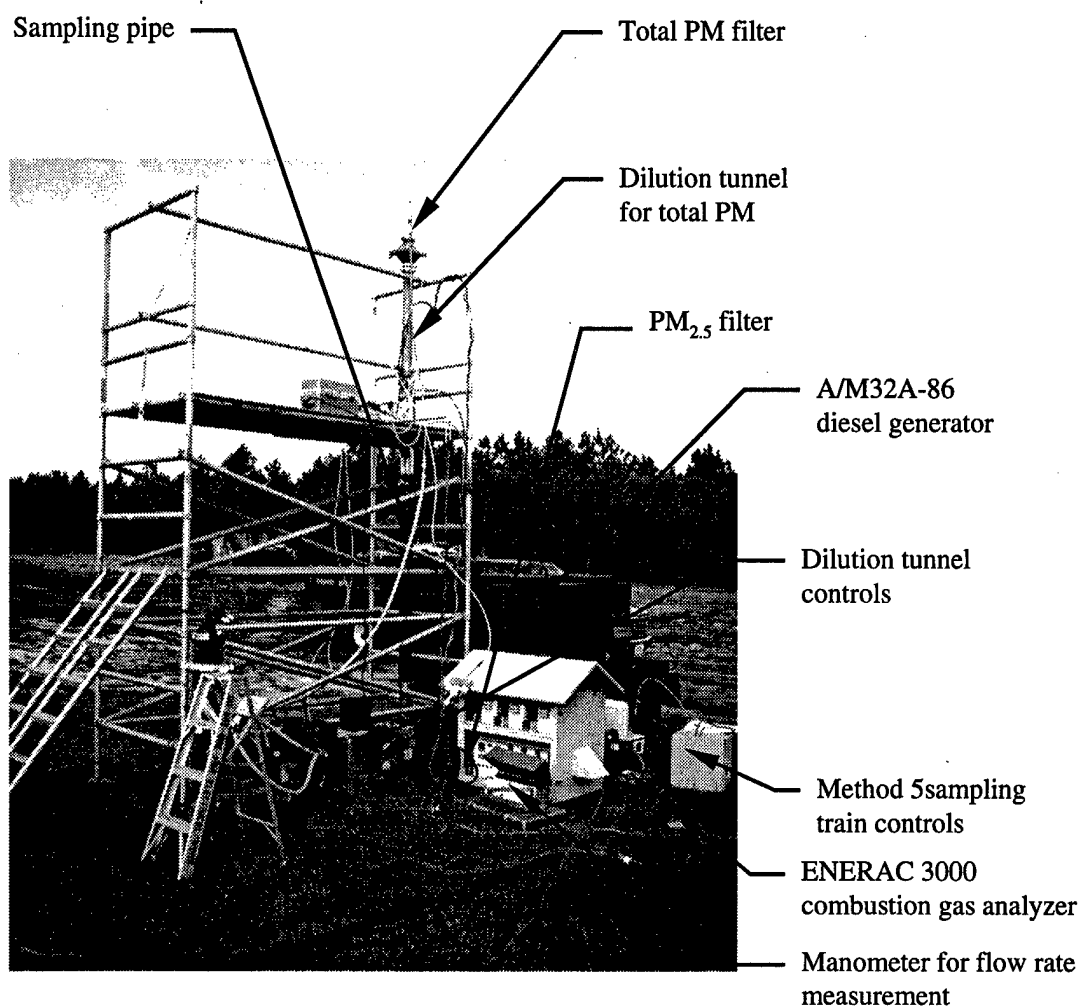 Sampling pipe
Total PM filter
Dilution tunnel
for total PM
PM2.5 filter
A/M32A-86
diesel generator
Dilution tunnel
controls
Method 5sampling
train controls
ENERAC 3000
combustion gas analyzer
Manometer for flow rate
measurement